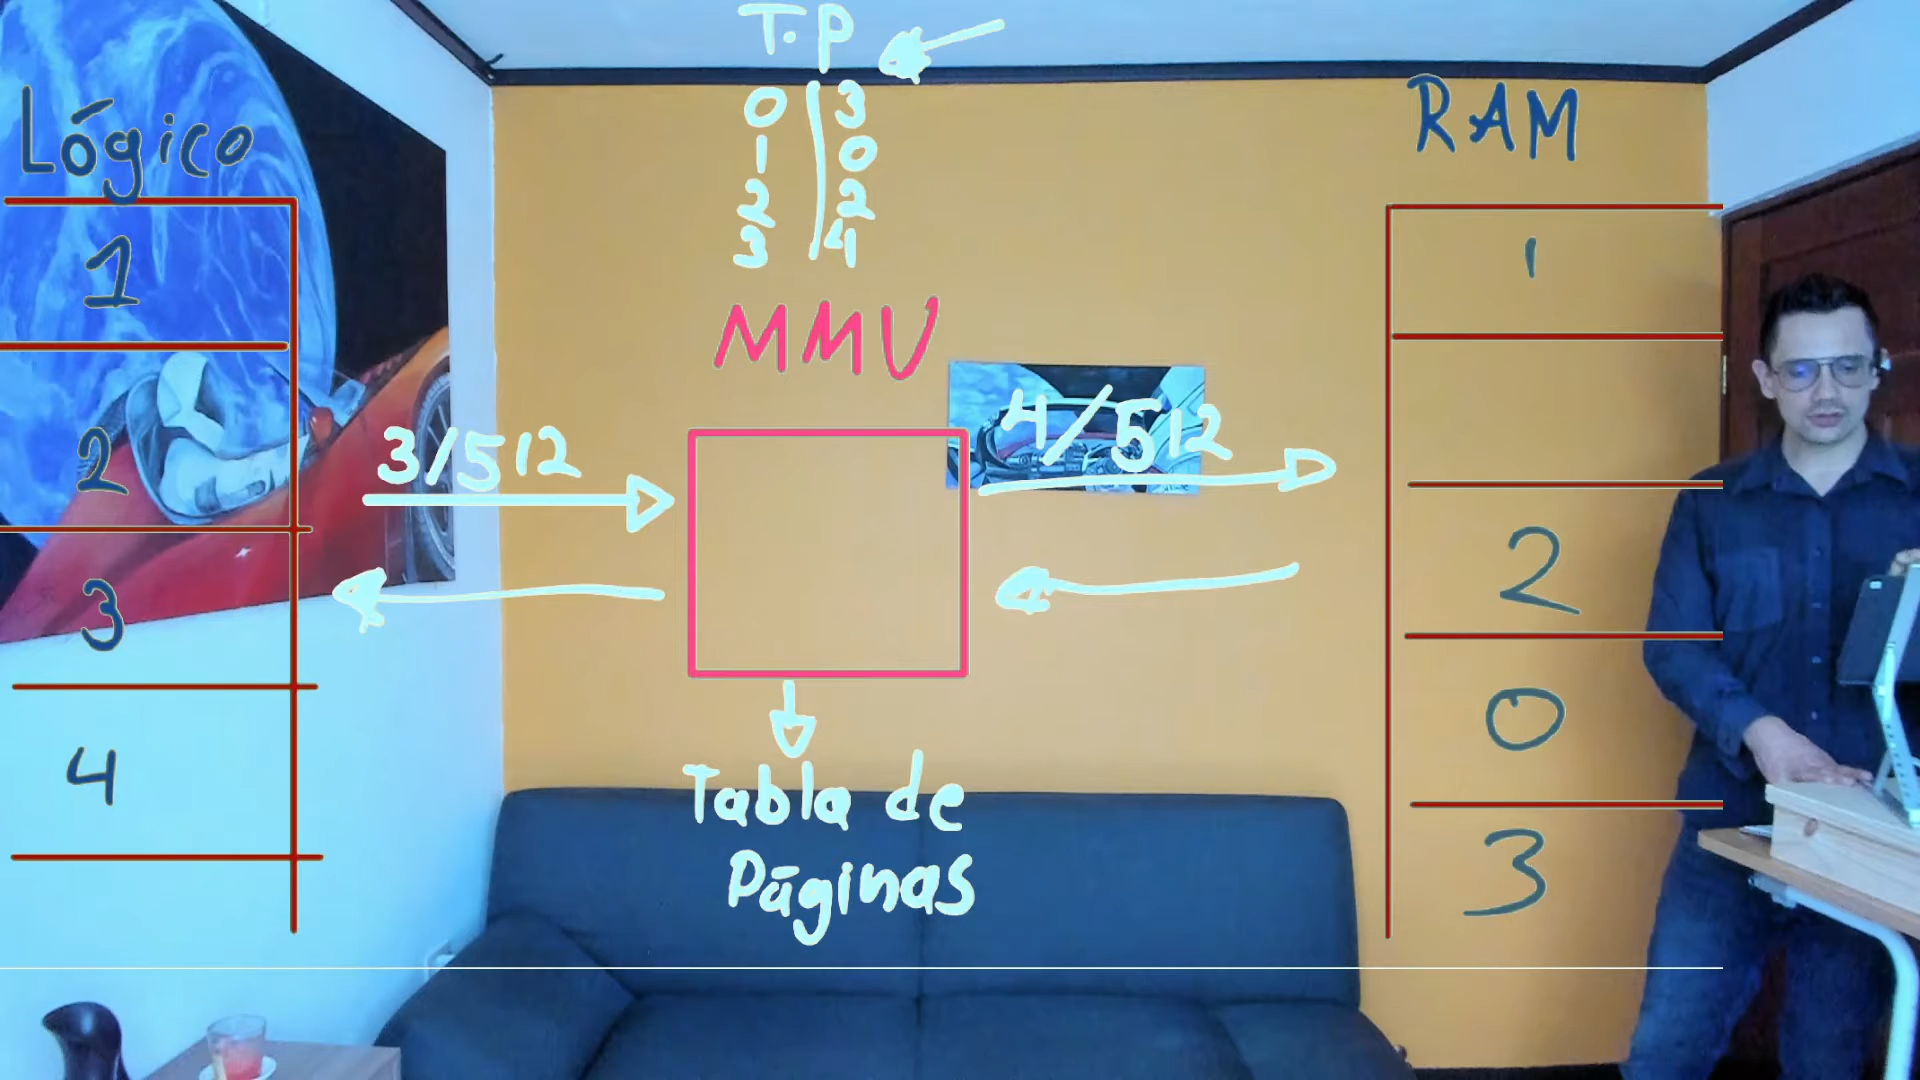 T.P
0 3
1 0
2 2
3 4
Lógico
1
2
3
4
MMU
3/512
4/512
Tabla de
Páginas
RAM
1
2
0
3